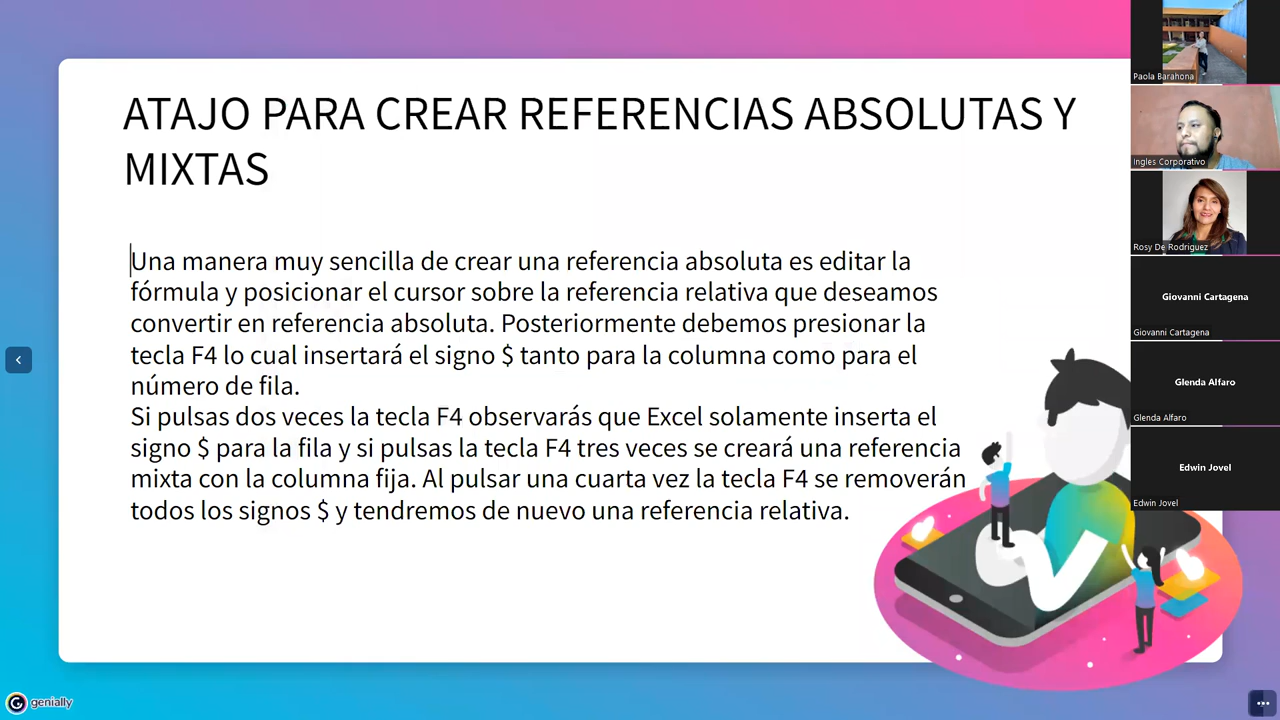 ATAJO PARA CREAR REFERENCIAS ABSOLUTAS Y
MIXTAS
Una manera muy sencilla de crear una referencia absoluta es editar la
fórmula y posicionar el cursor sobre la referencia relativa que deseamos
convertir en referencia absoluta. Posteriormente debemos presionar la
tecla F4 lo cual insertará el signo $ tanto para la columna como para el
número de fila.
Si pulsas dos veces la tecla F4 observarás que Excel solamente inserta el
signo $ para la fila y si pulsas la tecla F4 tres veces se creará una referencia
mixta con la columna fija. Al pulsar una cuarta vez la tecla F4 se removerán
todos los signos $ y tendremos de nuevo una referencia relativa.
Paola Barahona
Ingles Corporativo
Rosy De Rodriguez
Giovanni Cartagena
Giovanni Cartagena
Glenda Alfaro
Glenda Alfaro
Edwin Jovel
Edwin Jovel
genially